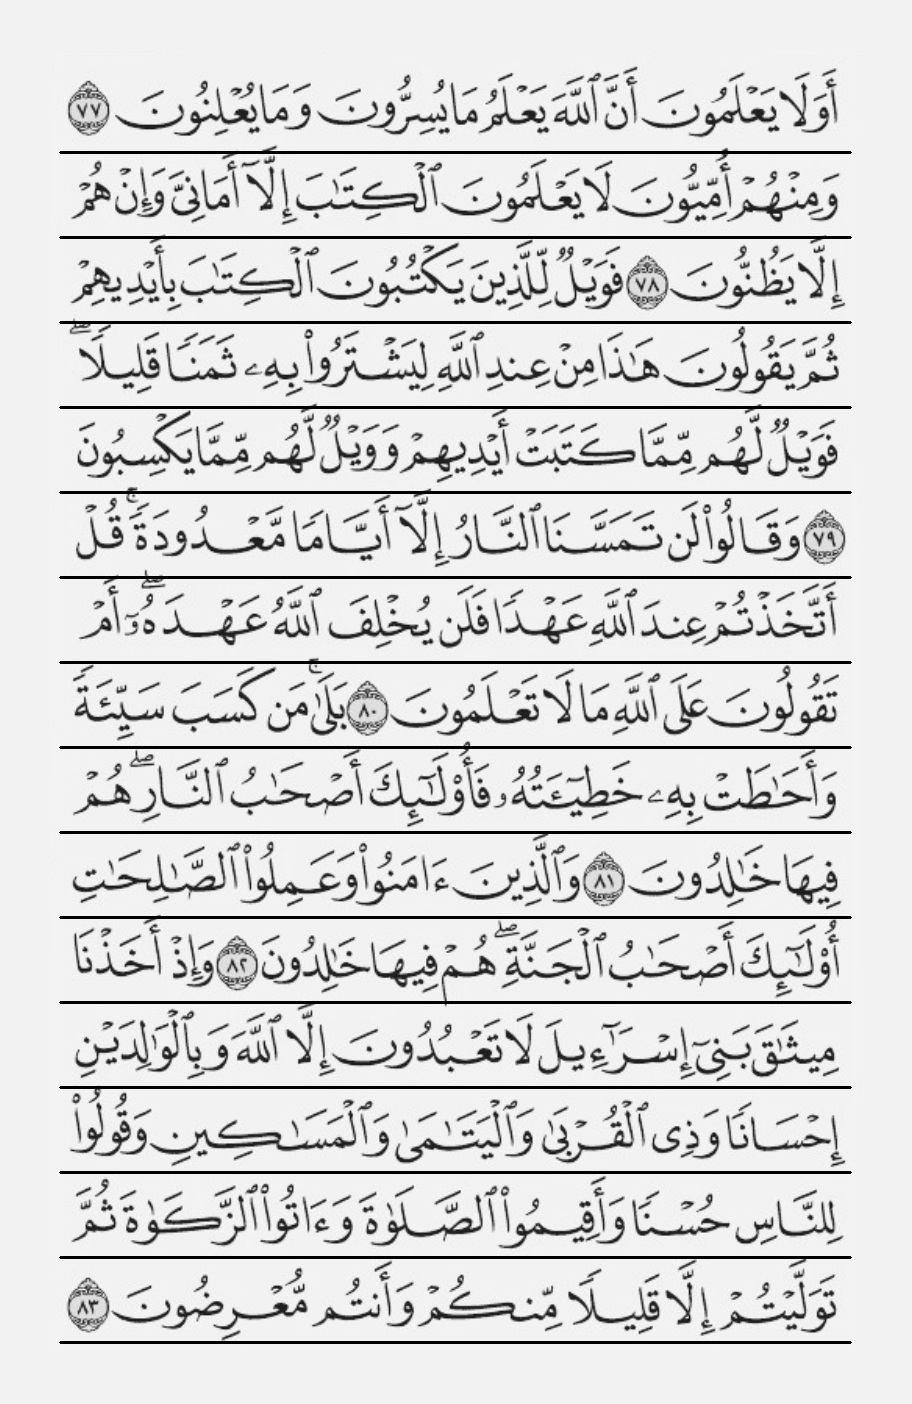 أَوَلَا يَعْلَمُونَ أَنَّ ٱللَّهَ يَعْلَمُ مَا يُسِرُّونَ وَمَا يُعْلِنُونَ ٧٧
وَمِنْهُمْ أُمِّيُّونَ لَا يَعْلَمُونَ ٱلْكِتَـٰبَ إِلَّآ أَمَانِىَّ وَإِنْ هُمْ
إِلَّا يَظُنُّونَ ٧٨ فَوَيْلٌ لِّلَّذِينَ يَكْتُبُونَ ٱلْكِتَـٰبَ بِأَيْدِيهِمْ
ثُمَّ يَقُولُونَ هَـٰذَا مِنْ عِندِ ٱللَّهِ لِيَشْتَرُوا۟ بِهِۦ ثَمَنًا قَلِيلًا ۖ
فَوَيْلٌ لَّهُم مِّمَّا كَتَبَتْ أَيْدِيهِمْ وَوَيْلٌ لَّهُم مِّمَّا يَكْسِبُونَ
٧٩ وَقَالُوا۟ لَن تَمَسَّنَا ٱلنَّارُ إِلَّآ أَيَّامًا مَّعْدُودَةً ۚ قُلْ
أَتَّخَذْتُمْ عِندَ ٱللَّهِ عَهْدًا فَلَن يُخْلِفَ ٱللَّهُ عَهْدَهُۥٓ ۖ أَمْ
تَقُولُونَ عَلَى ٱللَّهِ مَا لَا تَعْلَمُونَ ٨٠ بَلَىٰ ۚ مَن كَسَبَ سَيِّئَةً
وَأَحَـٰطَتْ بِهِۦ خَطِيٓـَٔتُهُۥ فَأُو۟لَـٰٓئِكَ أَصْحَـٰبُ ٱلنَّارِ ۖ هُمْ
فِيهَا خَـٰلِدُونَ ٨١ وَٱلَّذِينَ ءَامَنُوا۟ وَعَمِلُوا۟ ٱلصَّـٰلِحَـٰتِ
أُو۟لَـٰٓئِكَ أَصْحَـٰبُ ٱلْجَنَّةِ ۖ هُمْ فِيهَا خَـٰلِدُونَ ٨٢ وَإِذْ أَخَذْنَا
مِيثَـٰقَ بَنِىٓ إِسْرَٰٓءِيلَ لَا تَعْبُدُونَ إِلَّا ٱللَّهَ وَبِٱلْوَٰلِدَيْنِ
إِحْسَانًا وَذِى ٱلْقُرْبَىٰ وَٱلْيَتَـٰمَىٰ وَٱلْمَسَـٰكِينِ وَقُولُوا۟
لِلنَّاسِ حُسْنًا وَأَقِيمُوا۟ ٱلصَّلَوٰةَ وَءَاتُوا۟ ٱلزَّكَوٰةَ ثُمَّ
تَوَلَّيْتُمْ إِلَّا قَلِيلًا مِّنكُمْ وَأَنتُم مُّعْرِضُونَ ٨٣